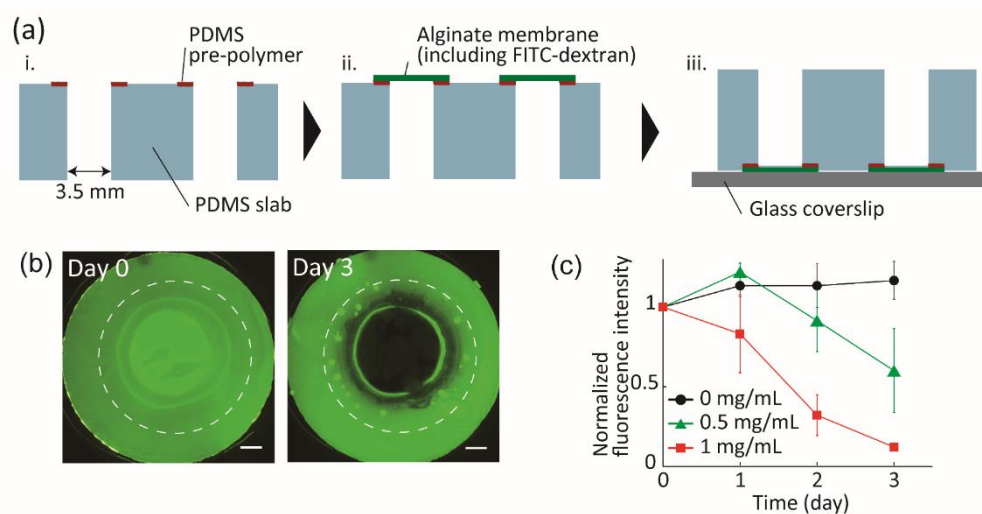 (a)
PDMS
pre-polymer
Alginate membrane
(including FITC-dextran)
i.
ii.
iii.
3.5 mm
PDMS slab
Glass coverslip
(b)
Day 0
Day 3
(c)
Normalized
fluorescence intensity
1
0.5
0
0 mg/mL
0.5 mg/mL
1 mg/mL
0
1
2
3
Time (day)